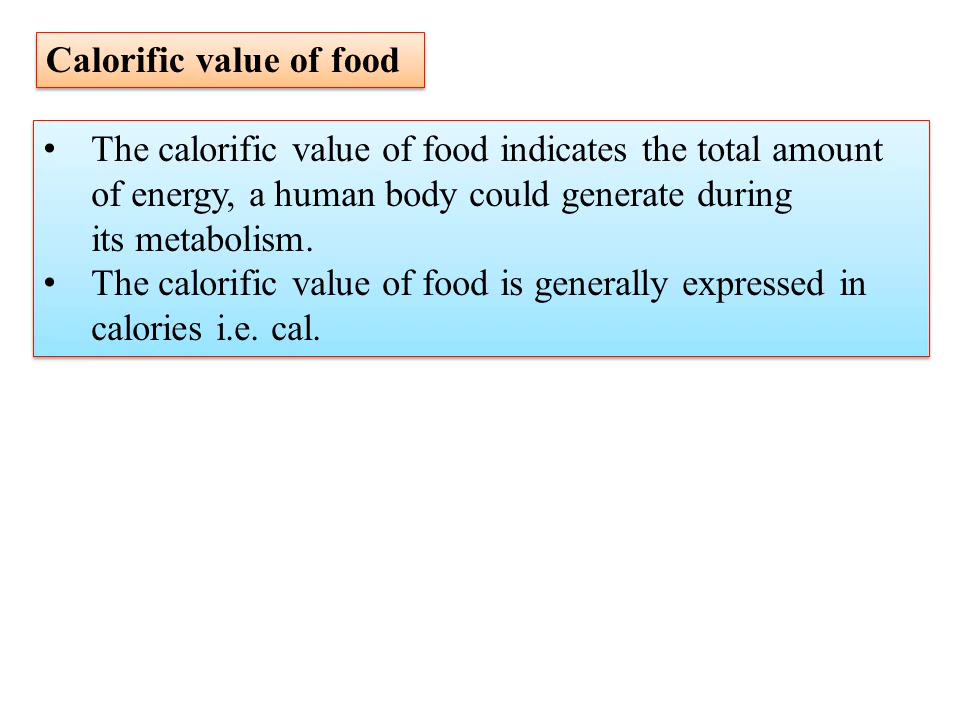 Calorific value of food
• The calorific value of food indicates the total amount
of energy, a human body could generate during
its metabolism.
• The calorific value of food is generally expressed in
calories i.e. cal.